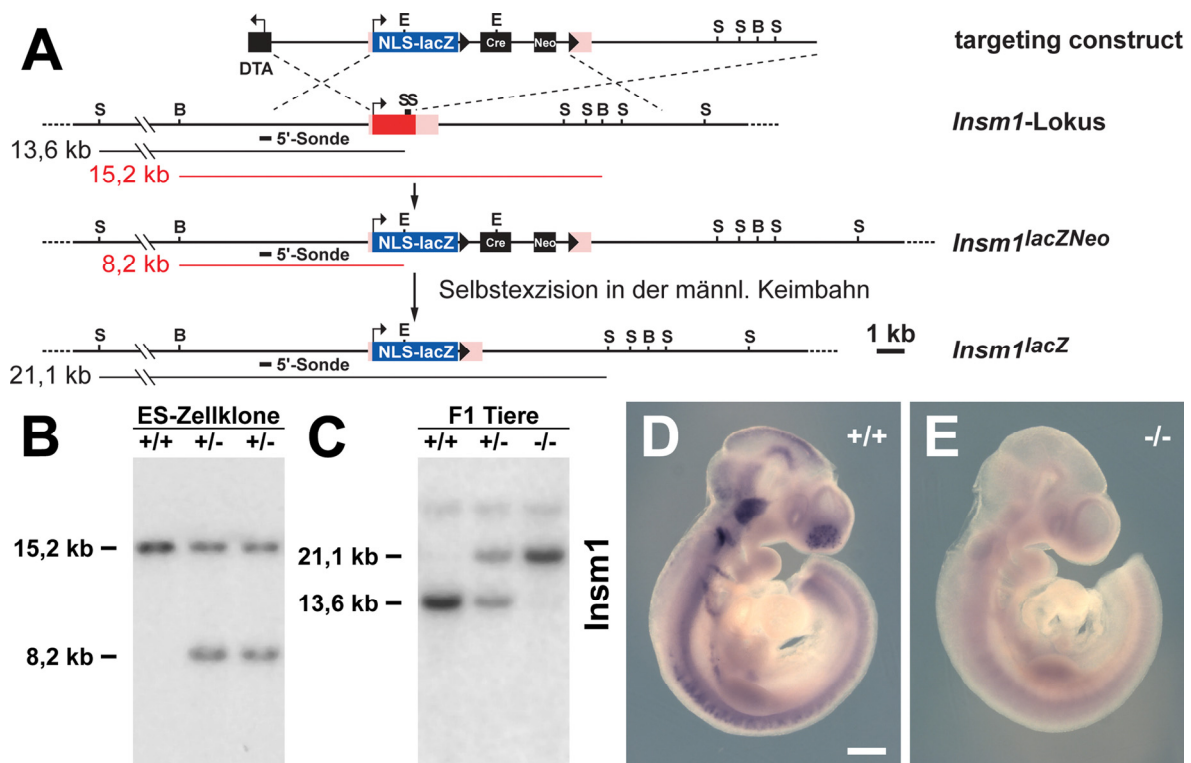 A
E E S S B S
NLS-lacZ Cre Neo
DTA
targeting construct
S B SS S S B S S
5'-Sonde
Insm1-Lokus
13,6 kb
15,2 kb
E E
S B S S B S S
NLS-lacZ Cre Neo
5'-Sonde
Insm1lacZNeo
8,2 kb
Selbstexzision in der männl. Keimbahn
E
S B S S B S S
NLS-lacZ
5'-Sonde
1 kb
Insm1lacZ
21,1 kb
B
ES-Zellklone
+/+ +/- +/-
15,2 kb
8,2 kb
C
F1 Tiere
+/+ +/- -/-
21,1 kb
13,6 kb
Insm1
D +/+
E -/-